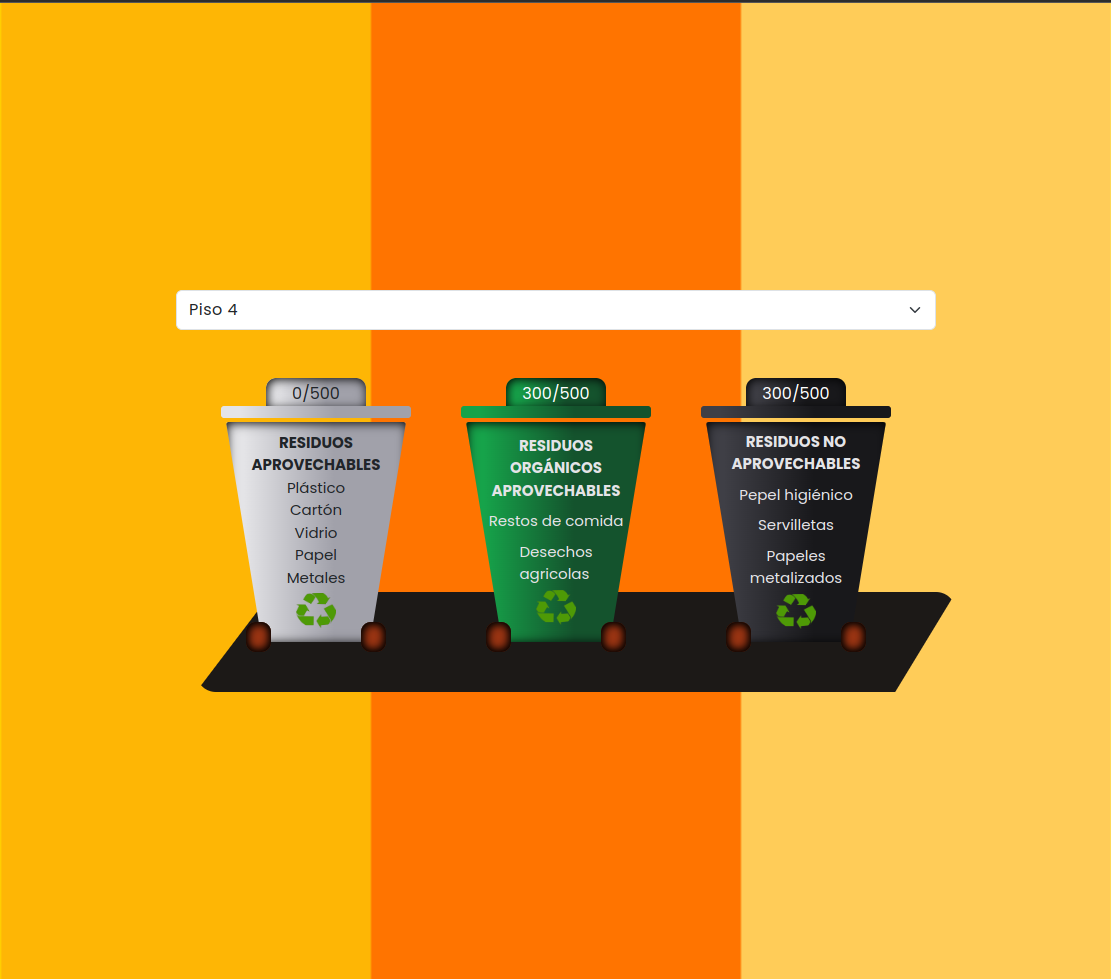 Piso 4
0/500
RESIDUOS
APROVECHABLES
Plástico
Cartón
Vidrio
Papel
Metales
300/500
RESIDUOS
ORGÁNICOS
APROVECHABLES
Restos de comida
Desechos
agricolas
300/500
RESIDUOS NO
APROVECHABLES
Pepel higiénico
Servilletas
Papeles
metalizados